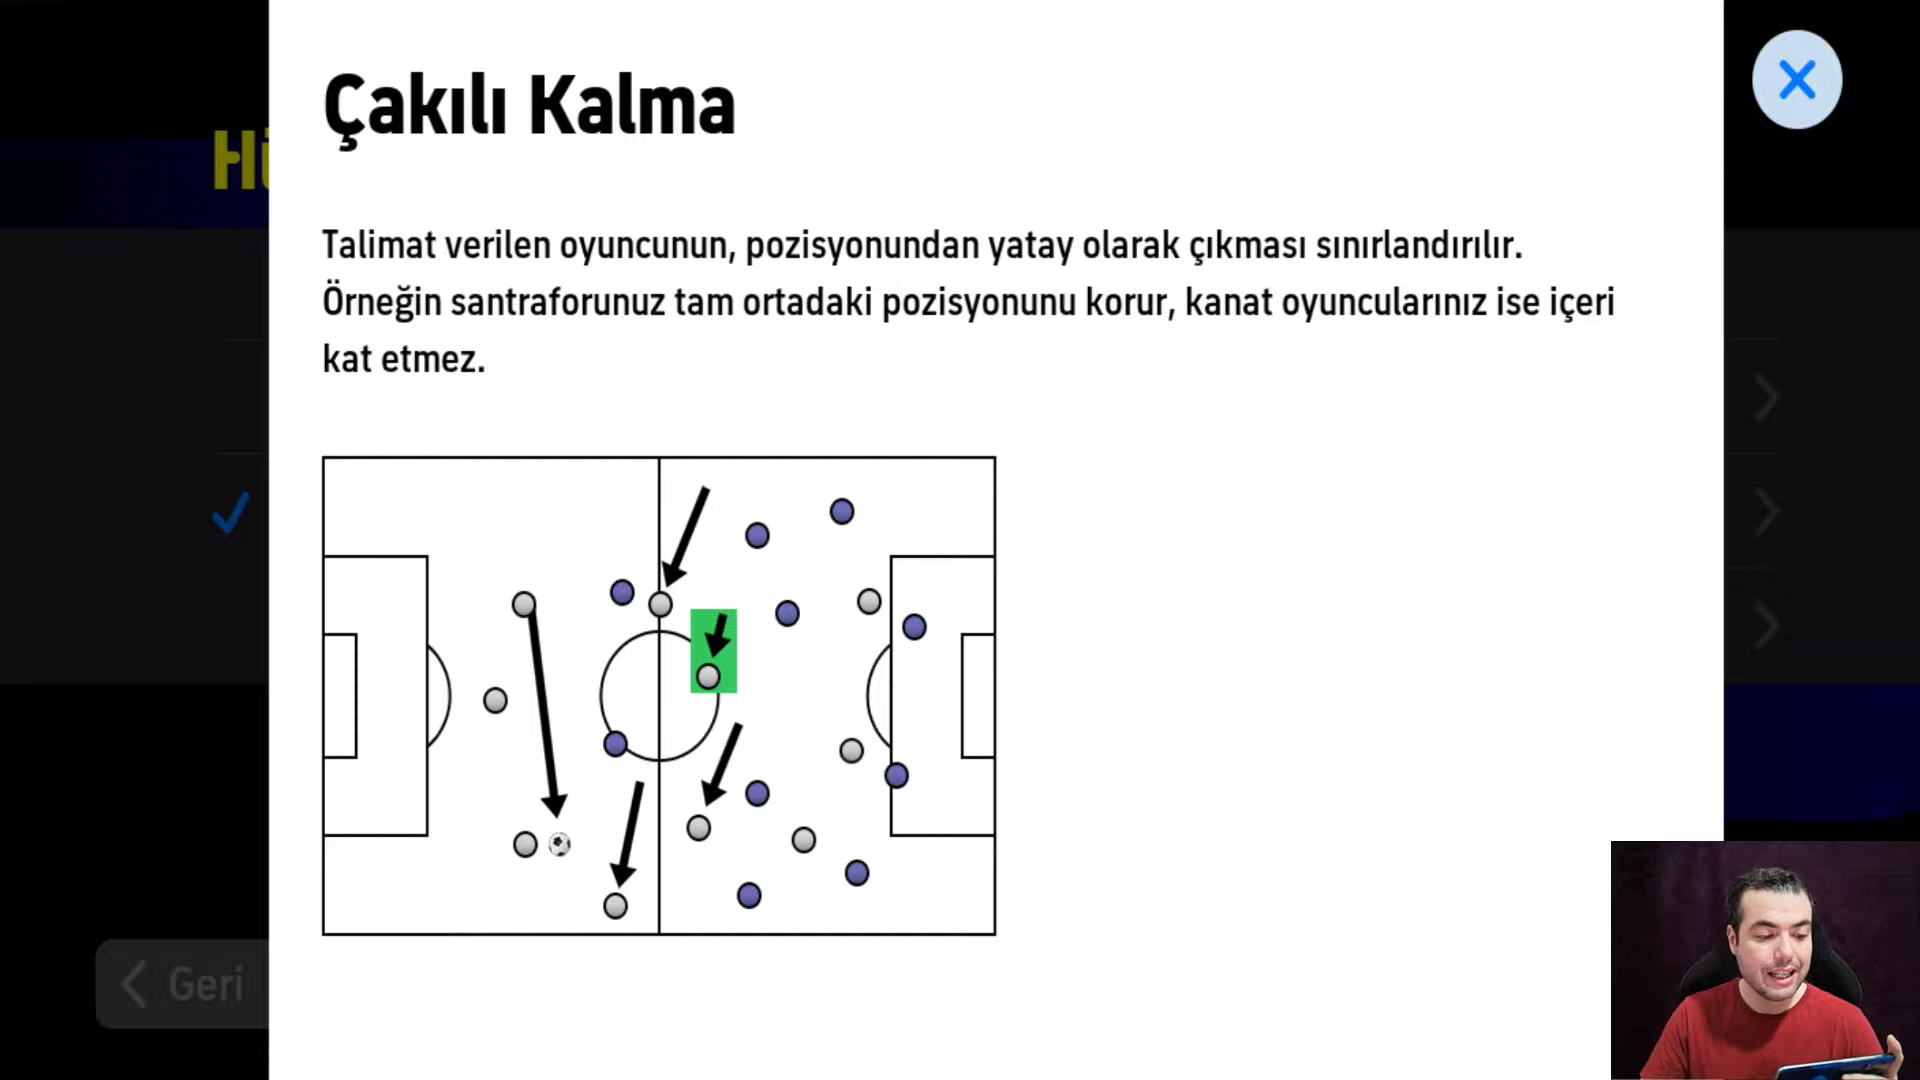 Çakılı Kalma
Hi
Talimat verilen oyuncunun, pozisyonundan yatay olarak çıkması sınırlandırılır.
Örneğin santraforunuz tam ortadaki pozisyonunu korur, kanat oyuncularınız ise içeri
kat etmez.
Geri